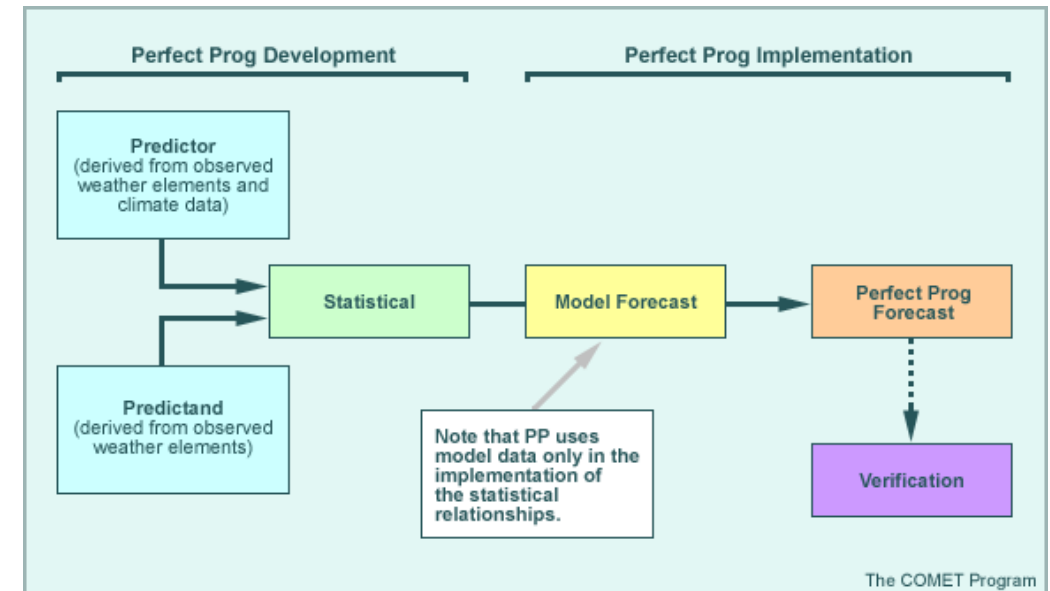 Perfect Prog Development
Perfect Prog Implementation
Predictor
(derived from observed
weather elements and
climate data)
Statistical
Model Forecast
Perfect Prog
Forecast
Predictand
(derived from observed
weather elements)
Note that PP uses
model data only in the
implementation of
the statistical
relationships.
Verification
The COMET Program